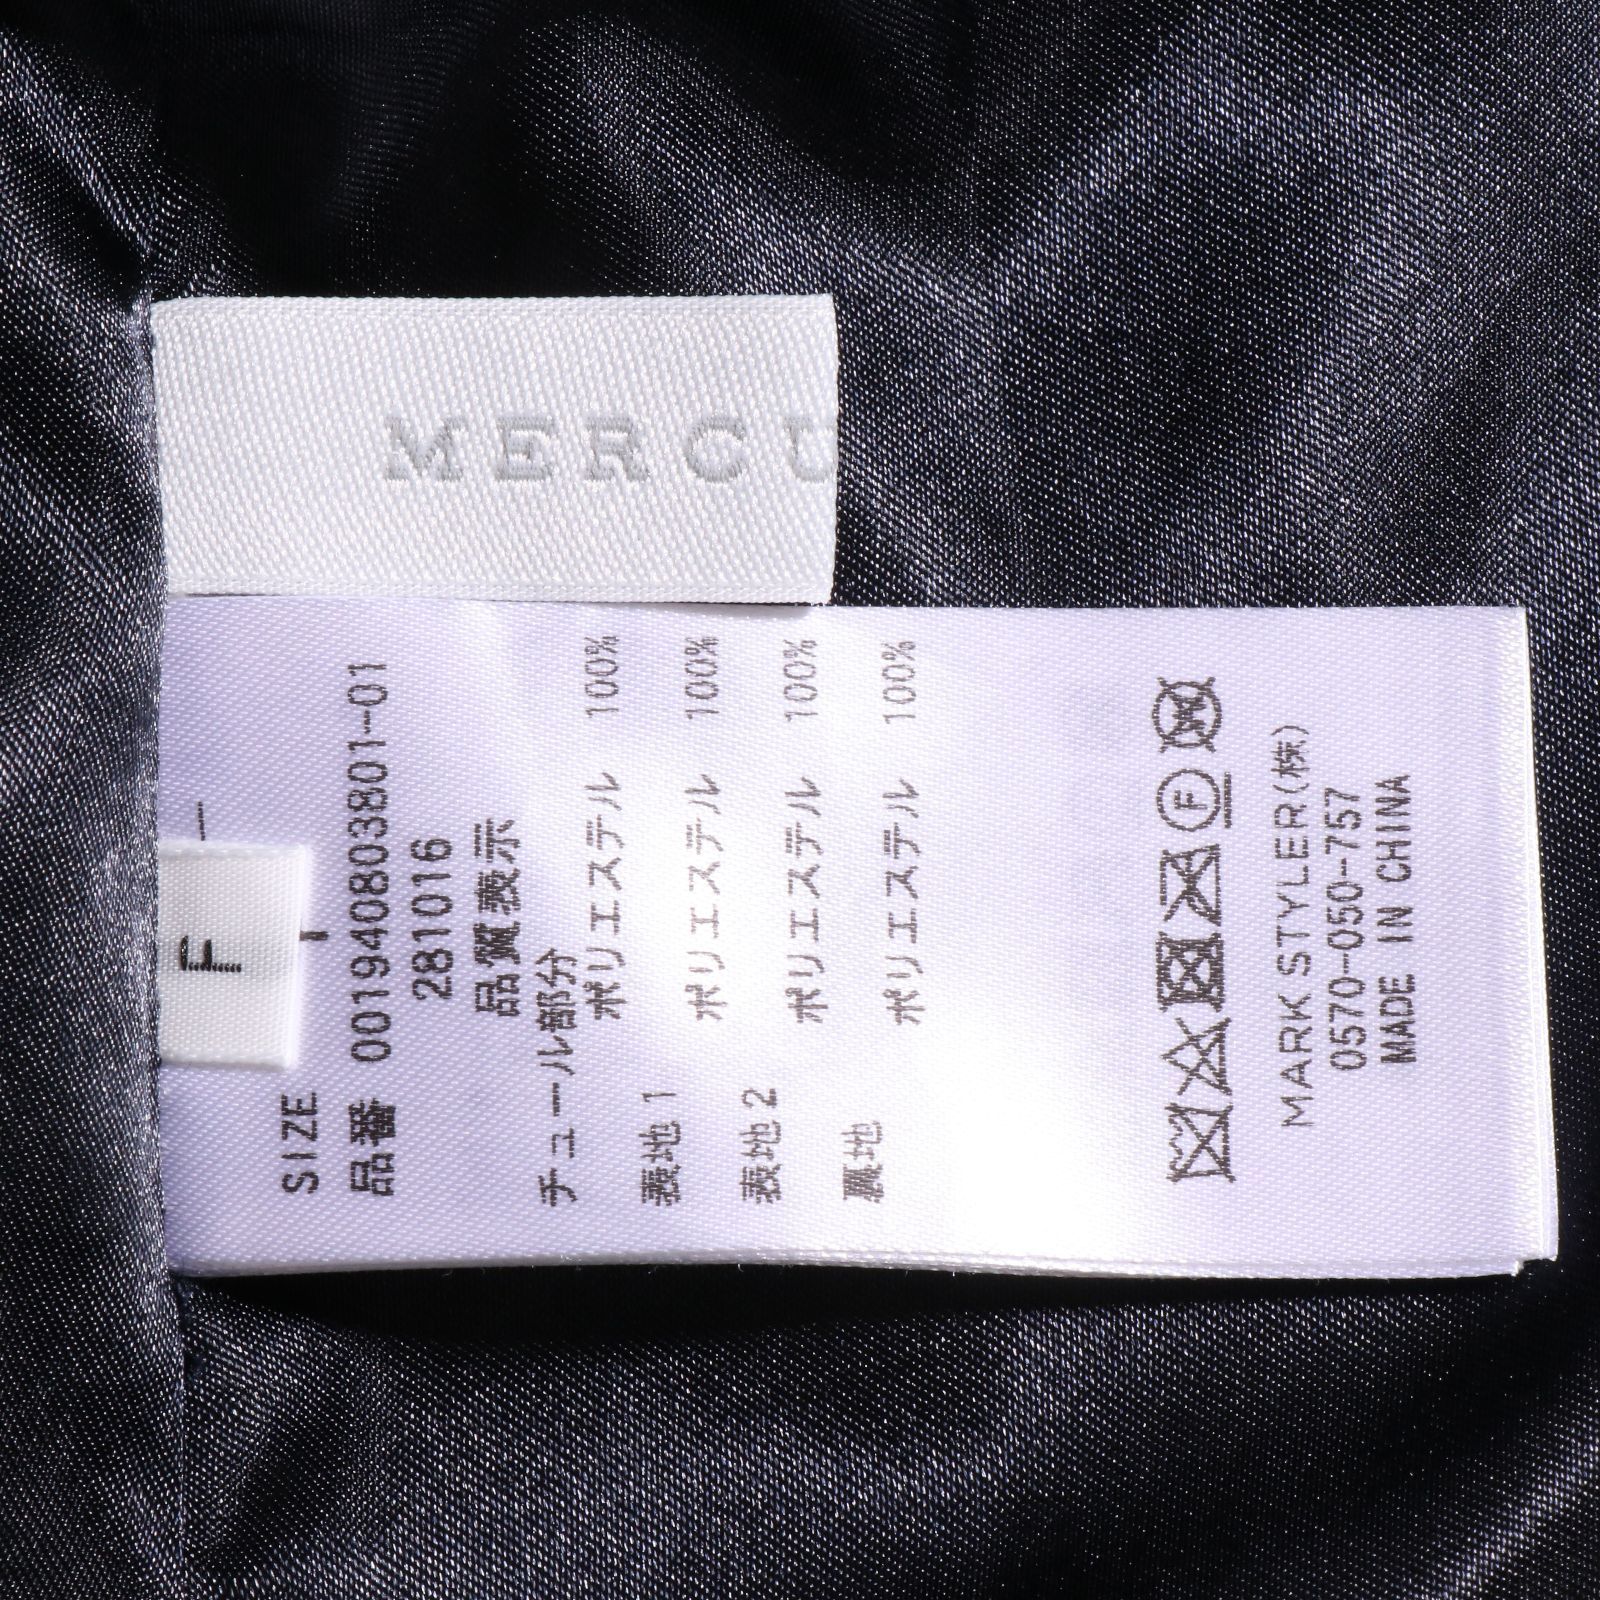 MERCU
F
SIZE
品番 001940803801-01
281016
品質表示
チュール部分
ポリエステル 100%
表地1
ポリエステル 100%
表地2
ポリエステル 100%
裏地
ポリエステル 100%
F
W
MARK STYLER(株)
0570-050-757
MADE IN CHINA